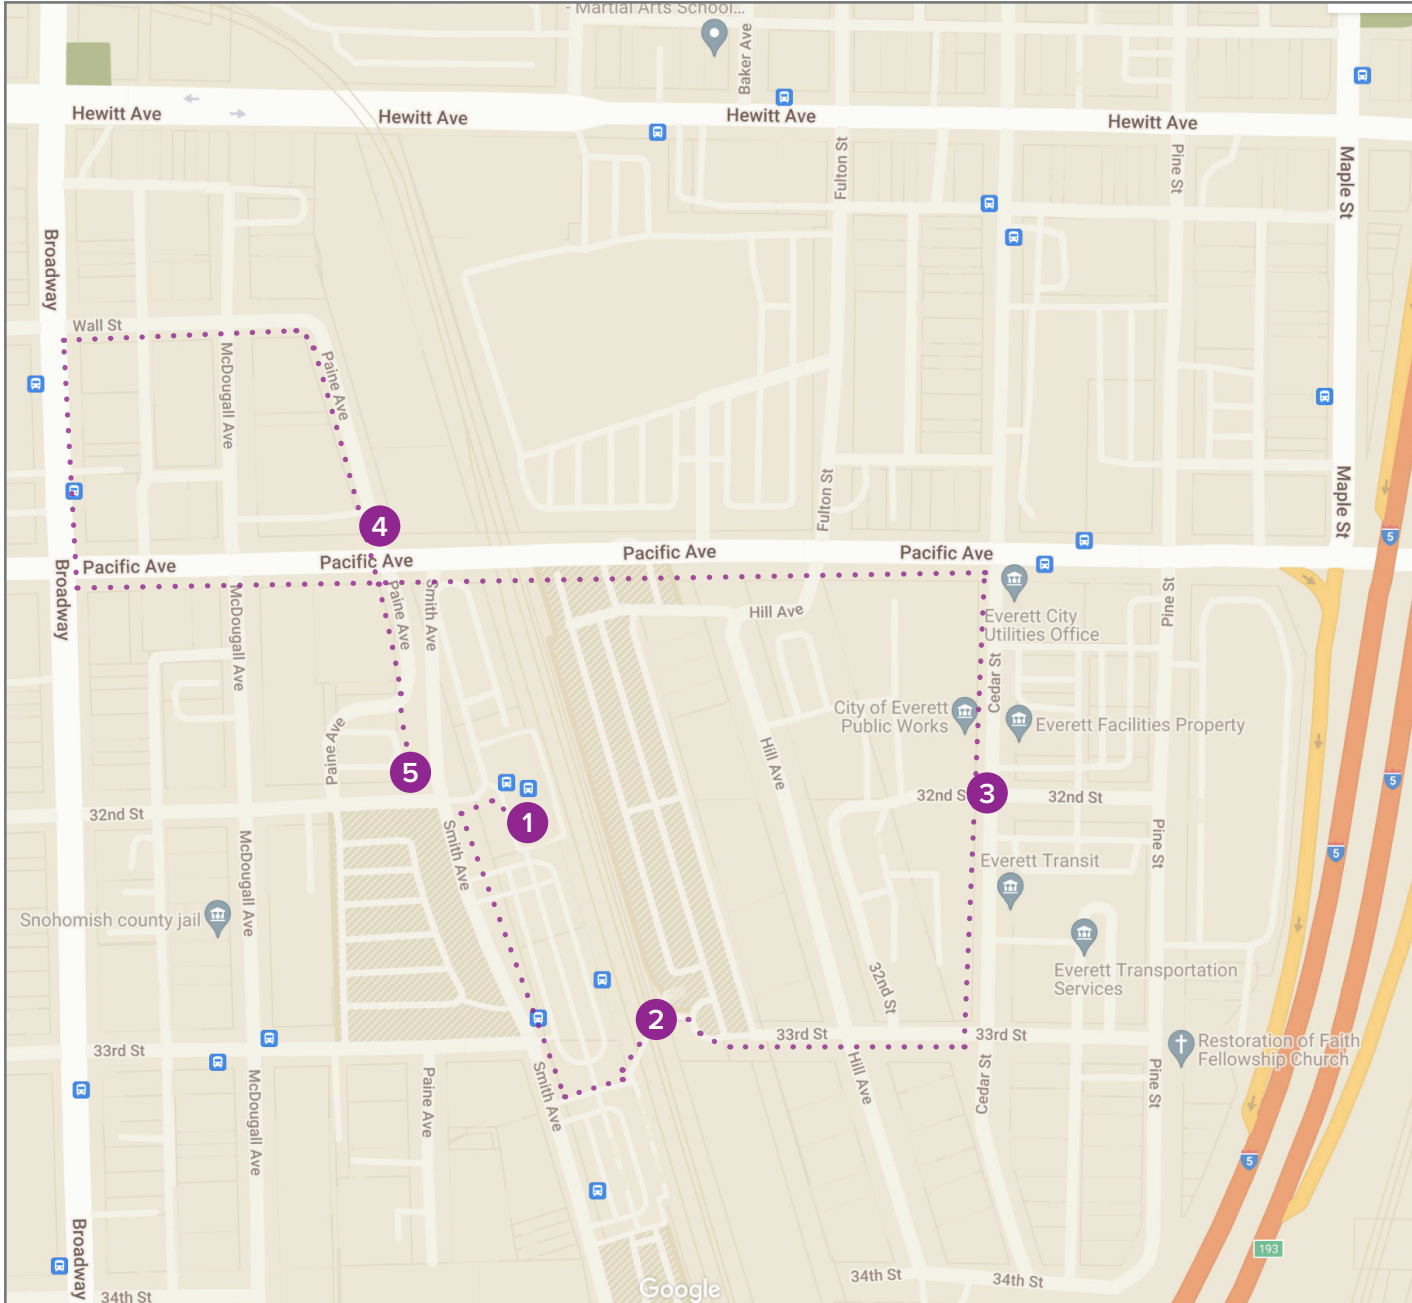 - Martial Arts School...
Baker Ave
Hewitt Ave
Hewitt Ave
Hewitt Ave
Hewitt Ave
Fulton St
Pine St
Maple St
Broadway
Wall St
McDougall Ave
Paine Ave
Fulton St
Maple St
4
5
Pacific Ave
Pacific Ave
Pacific Ave
Pacific Ave
Broadway
McDougall Ave
Paine Ave
Smith Ave
Hill Ave
Everett City
Utilities Office
Pine St
Cedar St
City of Everett
Public Works
Everett Facilities Property
Paine Ave
Hill Ave
5
5
32nd St
1
32nd S
3
32nd St
Smith Ave
McDougall Ave
Pine St
5
Everett Transit
Snohomish county jail
32nd St
Everett Transportation
Services
2
33rd St
33rd St
33rd St
Restoration of Faith
Fellowship Church
McDougall Ave
Paine Ave
Smith Ave
Hill Ave
Cedar St
Pine St
5
Broadway
193
34th St
34th St
34th St
Google